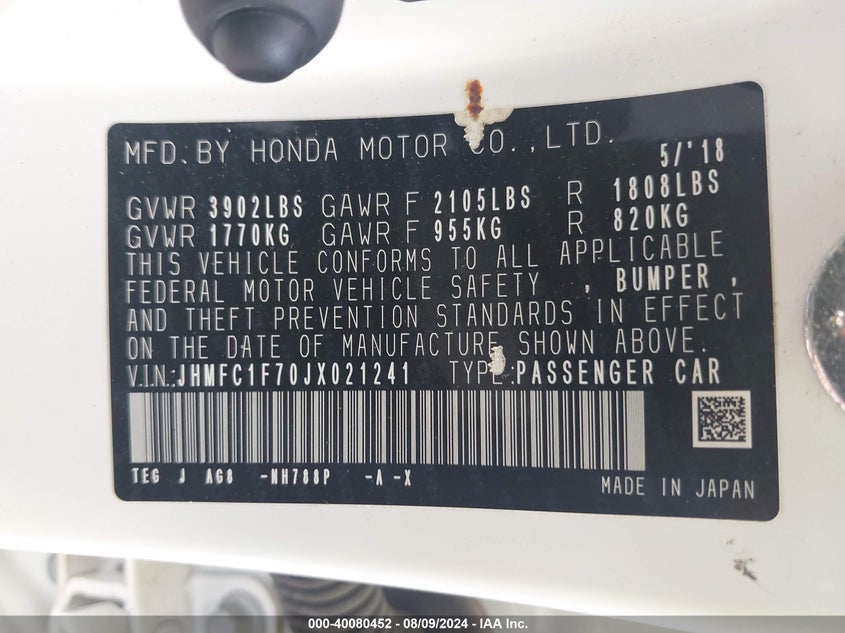 MFD. BY HONDA MOTOR CO., LTD. 5/'18
GVWR 3902LBS GAWR F 2105LBS R 1808LBS
GVWR 1770KG GAWR F 955KG R 820KG
THIS VEHICLE CONFORMS TO ALL APPLICABLE
FEDERAL MOTOR VEHICLE SAFETY , BUMPER ,
AND THEFT PREVENTION STANDARDS IN EFFECT
ON THE DATE OF MANUFACTURE SHOWN ABOVE.
V.I.N.:JHMFC1F70JX021241 TYPE:PASSENGER CAR
TEG J AG8 -NH788P -A -X
MADE IN JAPAN
000-40080452 - 08/09/2024 - IAA Inc.